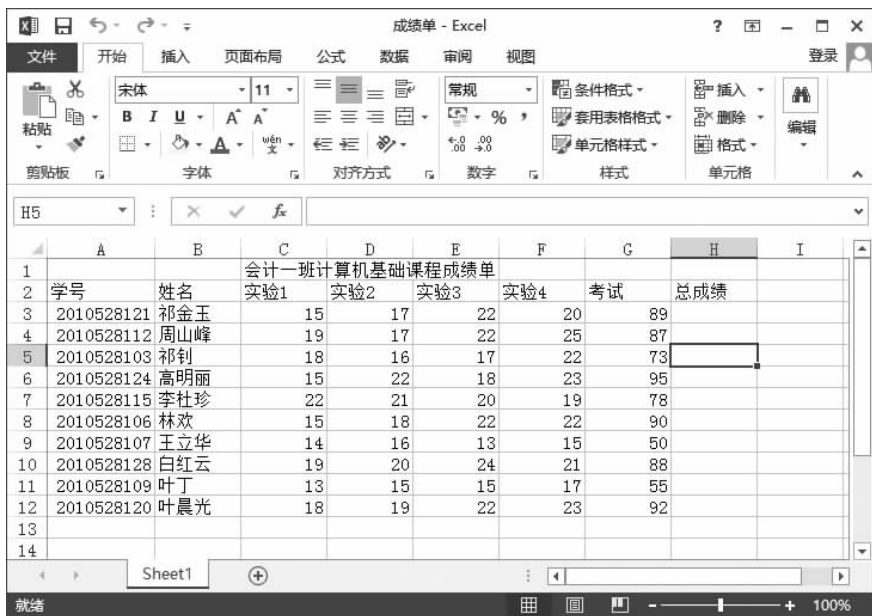 成绩单 - Excel
?
文件 开始 插入 页面布局 公式 数据 审阅 视图 登录
宋体 11 常规 条件格式 插入
粘贴 B I U A A % 套用表格格式 删除 编辑
A wén 文 .00 .0 单元格样式 格式
剪贴板 字体 对齐方式 数字 样式 单元格
H5 fx
A B C D E F G H I
1 会计一班计算机基础课程成绩单
2 学号 姓名 实验1 实验2 实验3 实验4 考试 总成绩
3 2010528121 祁金玉 15 17 22 20 89
4 2010528112 周山峰 19 17 22 25 87
5 2010528103 祁钊 18 16 17 22 73
6 2010528124 高明丽 15 22 18 23 95
7 2010528115 李杜珍 22 21 20 19 78
8 2010528106 林欢 15 18 22 22 90
9 2010528107 王立华 14 16 13 15 50
10 2010528128 白红云 19 20 24 21 88
11 2010528109 叶丁 13 15 15 17 55
12 2010528120 叶晨光 18 19 22 23 92
13
14
Sheet1
就绪 100%